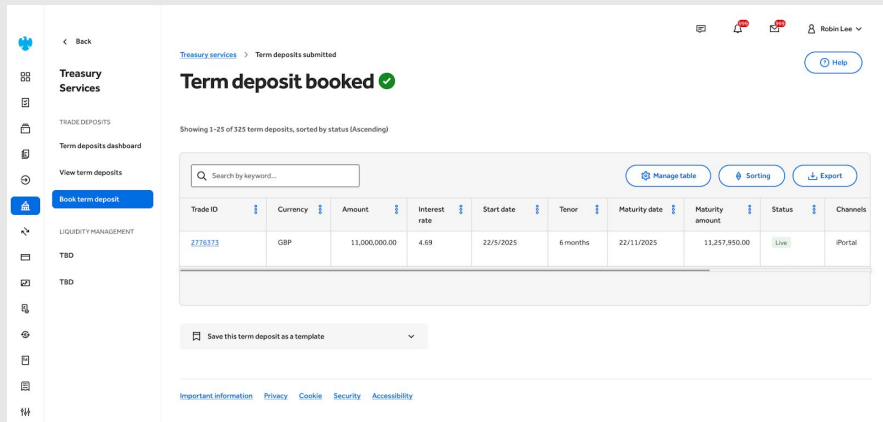 999
999
Robin Lee
Back
Treasury services > Term deposits submitted
Help
Treasury
Services
Term deposit booked
TRADE DEPOSITS
Showing 1-25 of 325 term deposits, sorted by status (Ascending)
Term deposits dashboard
View term deposits
Book term deposit
Search by keyword...
Manage table
Sorting
Export
Trade ID Currency Amount Interest rate Start date Tenor Maturity date Maturity amount Status Channels
2776373 GBP 11,000,000.00 4.69 22/5/2025 6 months 22/11/2025 11,257,950.00 Live iPortal
LIQUIDITY MANAGEMENT
TBD
TBD
Save this term deposit as a template
Important information Privacy Cookie Security Accessibility